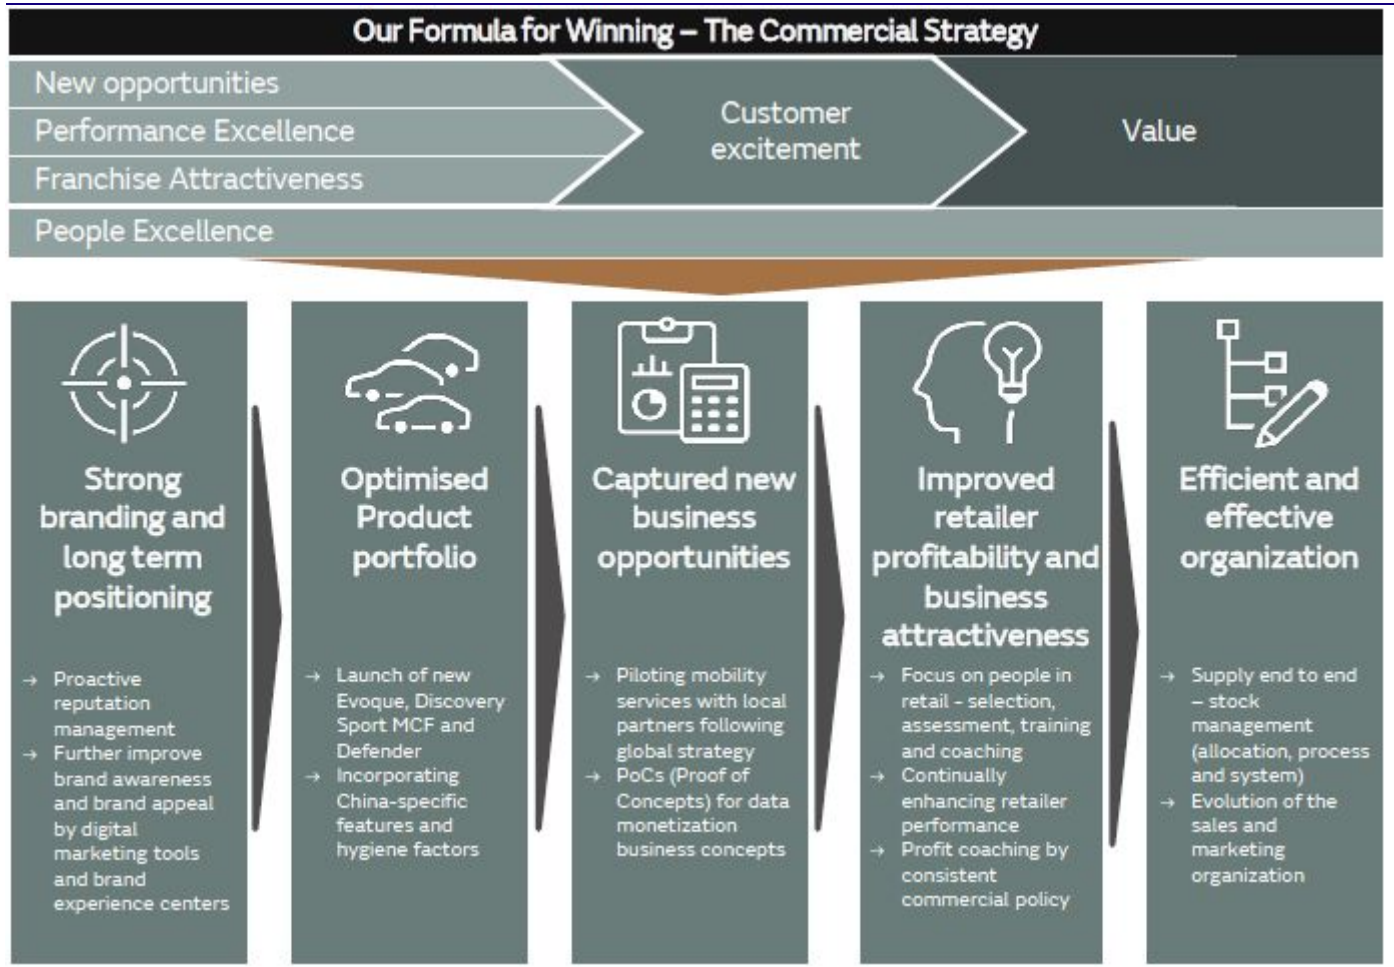 Our Formula for Winning – The Commercial Strategy
New opportunities
Performance Excellence
Franchise Attractiveness
People Excellence
Customer
excitement
Value
Strong
branding and
long term
positioning
→ Proactive
reputation
management
→ Further improve
brand awareness
and brand appeal
by digital
marketing tools
and brand
experience centers
Optimised
Product
portfolio
→ Launch of new
Evoque, Discovery
Sport MCF and
Defender
→ Incorporating
China-specific
features and
hygiene factors
Captured new
business
opportunities
→ Piloting mobility
services with local
partners following
global strategy
→ PoCs (Proof of
Concepts) for data
monetization
business concepts
Improved
retailer
profitability and
business
attractiveness
→ Focus on people in
retail - selection,
assessment, training
and coaching
→ Continually
enhancing retailer
performance
→ Profit coaching by
consistent
commercial policy
Efficient and
effective
organization
→ Supply end to end
– stock
management
(allocation, process
and system)
→ Evolution of the
sales and
marketing
organization